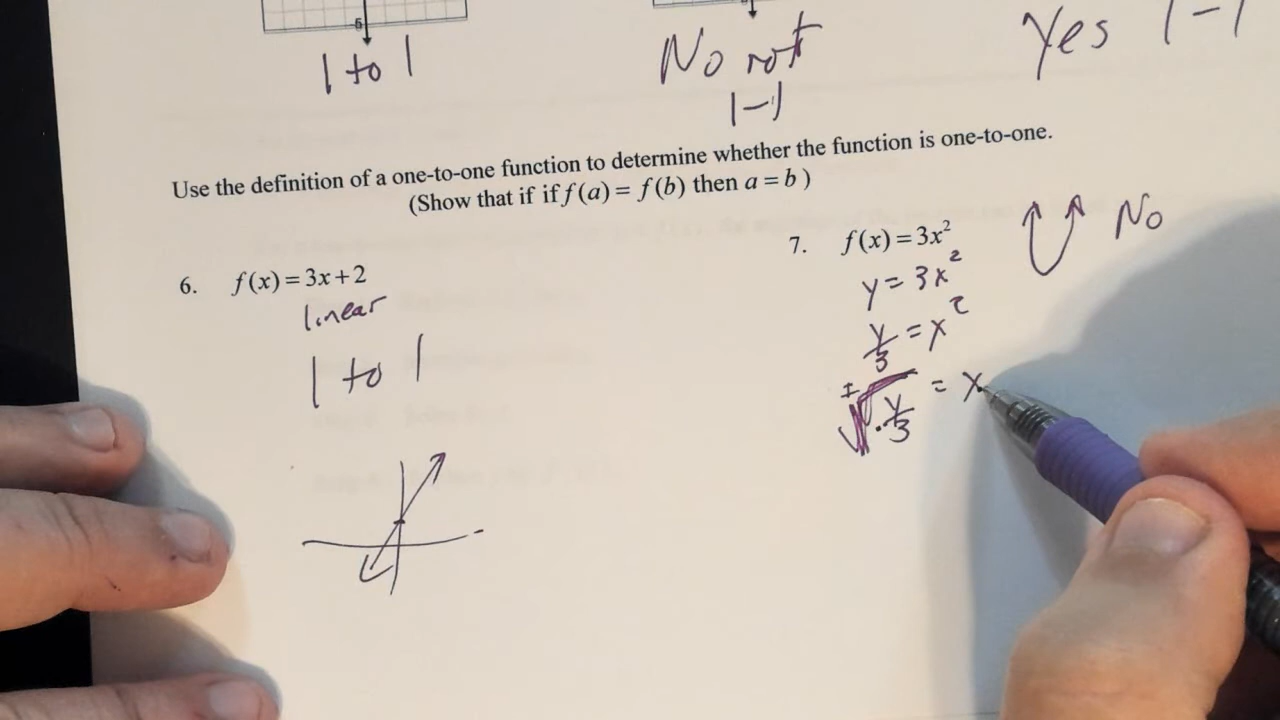 5
1 to 1
No not
1-1
Yes 1-1
Use the definition of a one-to-one function to determine whether the function is one-to-one.
(Show that if if f(a) = f(b) then a = b )
6. f(x) = 3x + 2
linear
1 to 1
7. f(x) = 3x²
No
y = 3x²
y/3 = x²
±√y/3 = x